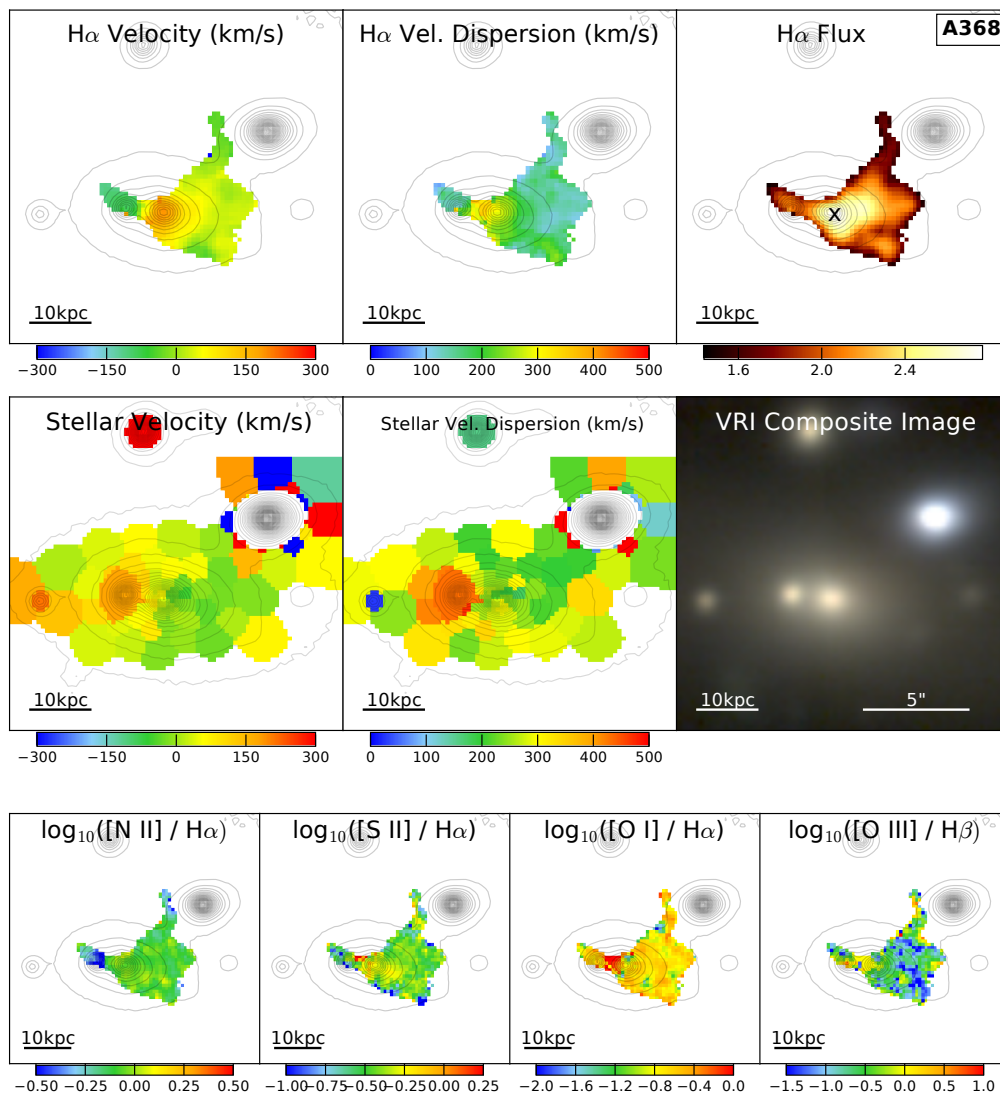 Hα Velocity (km/s)
Hα Vel. Dispersion (km/s)
Hα Flux
A368
10kpc
10kpc
10kpc
−300 −150 0 150 300
0 100 200 300 400 500
1.6 2.0 2.4
x
Stellar Velocity (km/s)
Stellar Vel. Dispersion (km/s)
VRI Composite Image
10kpc
10kpc
10kpc
5"
−300 −150 0 150 300
0 100 200 300 400 500
log₁₀([N II] / Hα)
log₁₀([S II] / Hα)
log₁₀([O I] / Hα)
log₁₀([O III] / Hβ)
10kpc
10kpc
10kpc
10kpc
−0.50 −0.25 0.00 0.25 0.50
−1.00 −0.75 −0.50 −0.25 0.00 0.25
−2.0 −1.6 −1.2 −0.8 −0.4 0.0
−1.5 −1.0 −0.5 0.0 0.5 1.0